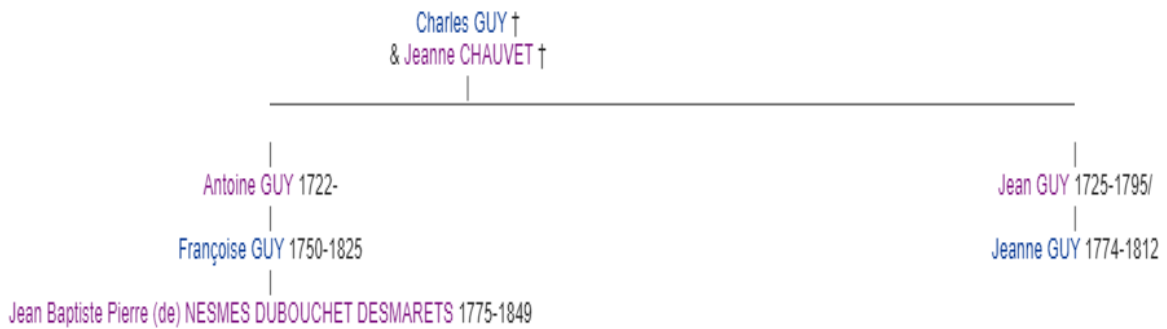 Charles GUY †
& Jeanne CHAUVET †
Antoine GUY 1722-
Jean GUY 1725-1795/
Françoise GUY 1750-1825
Jeanne GUY 1774-1812
Jean Baptiste Pierre (de) NESMES DUBOUCHET DESMARETS 1775-1849